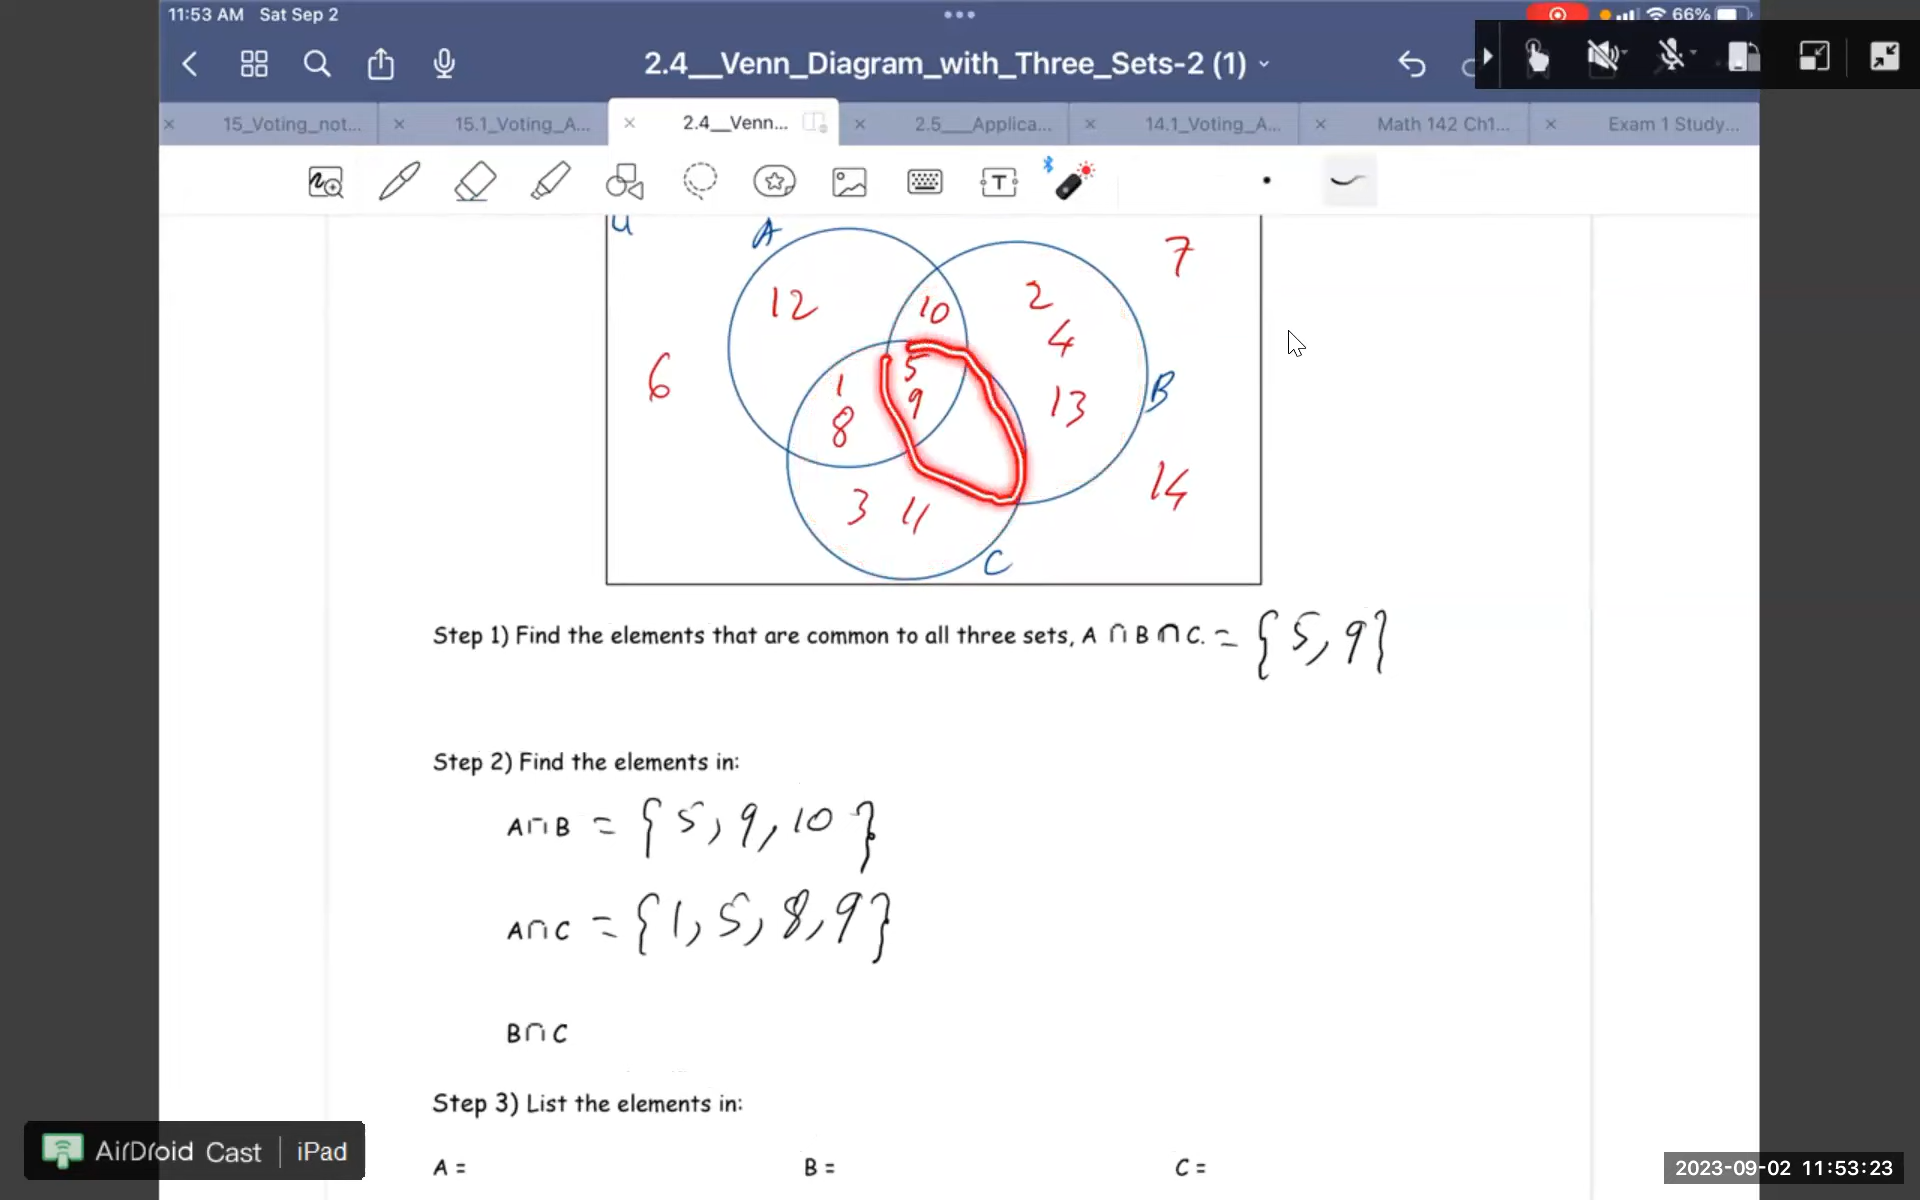 11:53 AM Sat Sep 2
66%
2.4__Venn_Diagram_with_Three_Sets-2 (1)
15_Voting_not... 15.1_Voting_A... 2.4__Venn... 2.5___Applica... 14.1_Voting_A... Math 142 Ch1... Exam 1 Study...
T
U A 7
12 10 2
4
6 1 5 13 B
8 9
14
3 11
C
Step 1) Find the elements that are common to all three sets, A ∩ B ∩ C. = {5, 9}
Step 2) Find the elements in:
A∩B = {5, 9, 10}
A∩C = {1, 5, 8, 9}
B∩C
Step 3) List the elements in:
A = B = C =
AirDroid Cast | iPad
2023-09-02 11:53:23